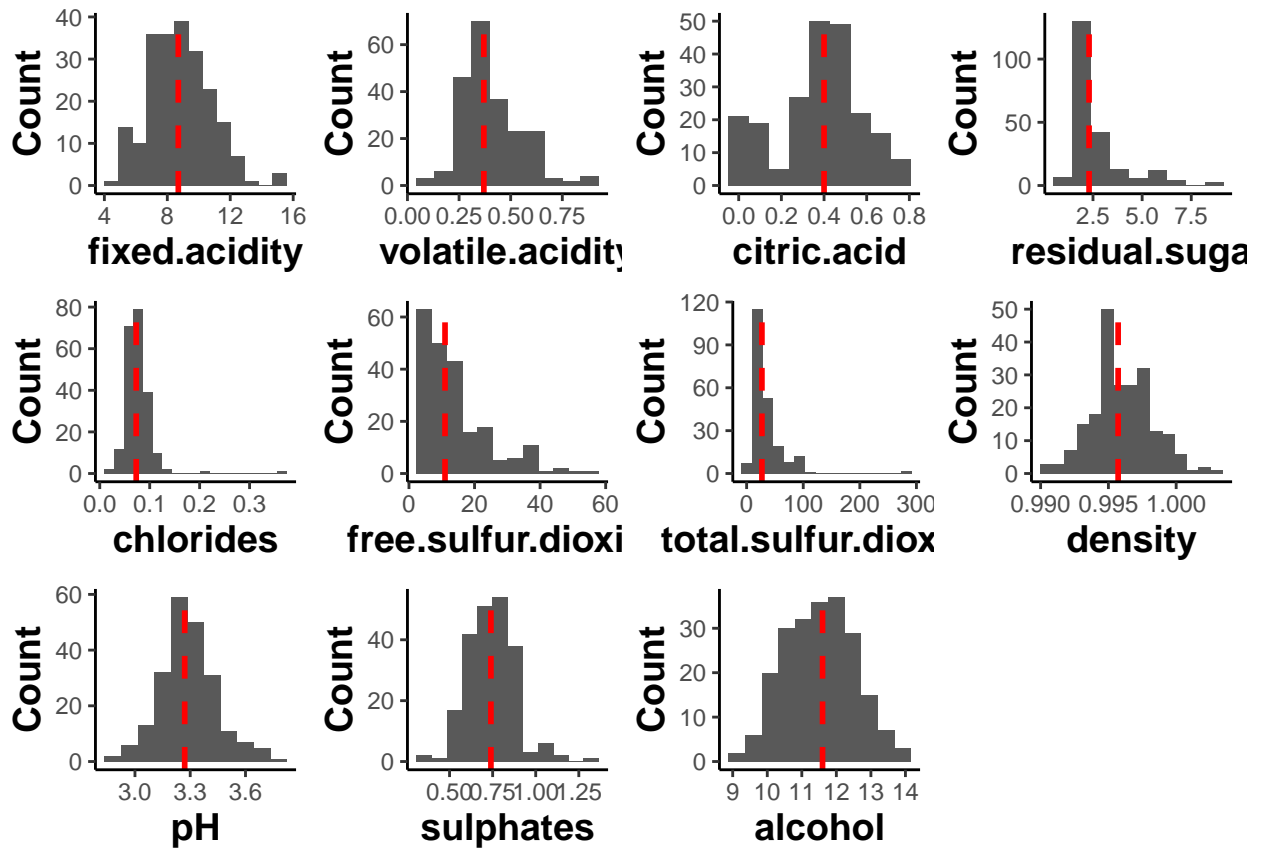 Count
40
30
20
10
0
4 8 12 16
fixed.acidity
Count
60
40
20
0
0.00 0.25 0.50 0.75
volatile.acidity
Count
50
40
30
20
10
0
0.0 0.2 0.4 0.6 0.8
citric.acid
Count
100
50
0
2.5 5.0 7.5
residual.suga
Count
80
60
40
20
0
0.0 0.1 0.2 0.3
chlorides
Count
60
40
20
0
0 20 40 60
free.sulfur.dioxi
Count
120
90
60
30
0
0 100 200 300
total.sulfur.diox
Count
50
40
30
20
10
0
0.990 0.995 1.000
density
Count
60
40
20
0
3.0 3.3 3.6
pH
Count
40
20
0
0.500.751.001.25
sulphates
Count
30
20
10
0
9 10 11 12 13 14
alcohol